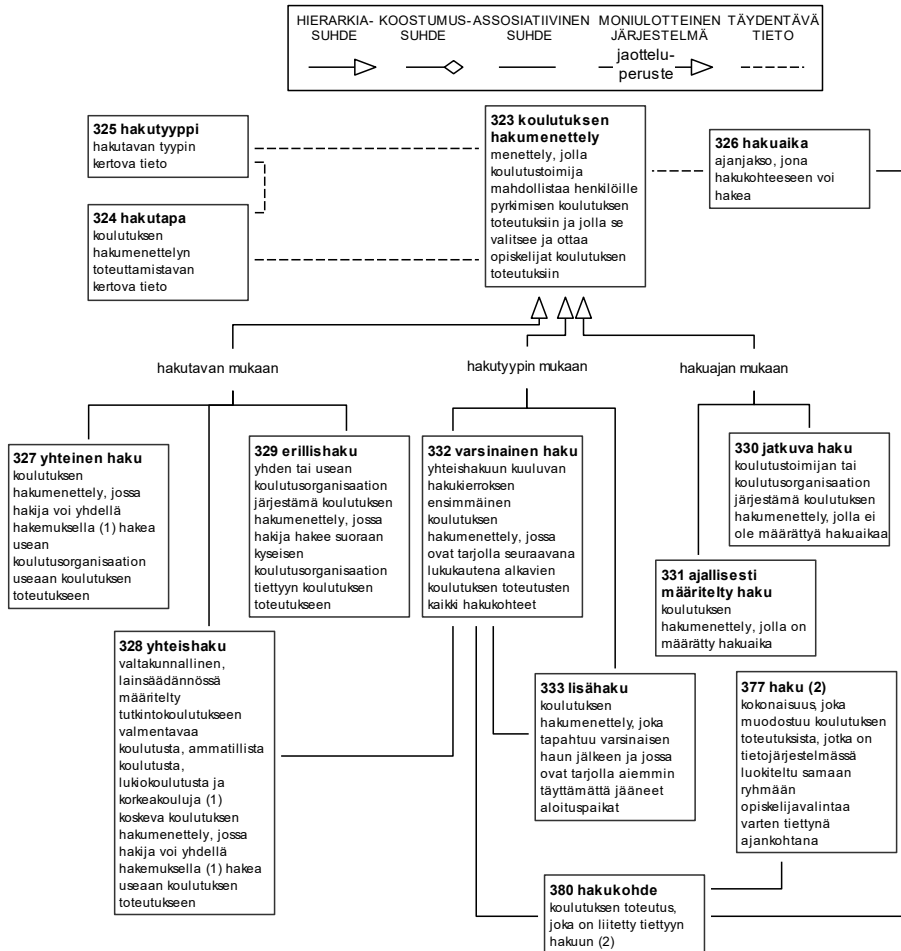 HIERARKIA-
SUHDE
KOOSTUMUS-
SUHDE
ASSOSIATIIVINEN
SUHDE
MONIULOTTEINEN
JÄRJESTELMÄ
TÄYDENTÄVÄ
TIETO
jaottelu-
peruste
325 hakutyyppi
hakutavan tyypin
kertova tieto
324 hakutapa
koulutuksen
hakumenettelyn
toteuttamistavan
kertova tieto
323 koulutuksen
hakumenettely
menettely, jolla
koulutustoimija
mahdollistaa henkilöille
pyrkimisen koulutuksen
toteutuksiin ja jolla se
valitsee ja ottaa
opiskelijat koulutuksen
toteutuksiin
326 hakuaika
ajanjakso, jona
hakukohteeseen voi
hakea
hakutavan mukaan
hakutyypin mukaan
hakuajan mukaan
327 yhteinen haku
koulutuksen
hakumenettely, jossa
hakija voi yhdellä
hakemuksella (1) hakea
usean
koulutusorganisaation
useaan koulutuksen
toteutukseen
329 erillishaku
yhden tai usean
koulutusorganisaation
järjestämä koulutuksen
hakumenettely, jossa
hakija hakee suoraan
kyseisen
koulutusorganisaation
tiettyyn koulutuksen
toteutukseen
332 varsinainen haku
yhteishakuun kuuluvan
hakukierroksen
ensimmäinen
koulutuksen
hakumenettely, jossa
ovat tarjolla seuraavana
lukukautena alkavien
koulutuksen toteutusten
kaikki hakukohteet
330 jatkuva haku
koulutustoimijan tai
koulutusorganisaation
järjestämä koulutuksen
hakumenettely, jolla ei
ole määrättyä hakuaikaa
331 ajallisesti
määritelty haku
koulutuksen
hakumenettely, jolla on
määrätty hakuaika
328 yhteishaku
valtakunnallinen,
lainsäädännössä
määritelty
tutkintokoulutukseen
valmentavaa
koulutusta, ammatillista
koulutusta,
lukiokoulutusta ja
korkeakouluja (1)
koskeva koulutuksen
hakumenettely, jossa
hakija voi yhdellä
hakemuksella (1) hakea
useaan koulutuksen
toteutukseen
333 lisähaku
koulutuksen
hakumenettely, joka
tapahtuu varsinaisen
haun jälkeen ja jossa
ovat tarjolla aiemmin
täyttämättä jääneet
aloituspaikat
377 haku (2)
kokonaisuus, joka
muodostuu koulutuksen
toteutuksista, jotka on
tietojärjestelmässä
luokiteltu samaan
ryhmään
opiskelijavalintaa
varten tiettynä
ajankohtana
380 hakukohde
koulutuksen toteutus,
joka on liitetty tiettyyn
hakuun (2)